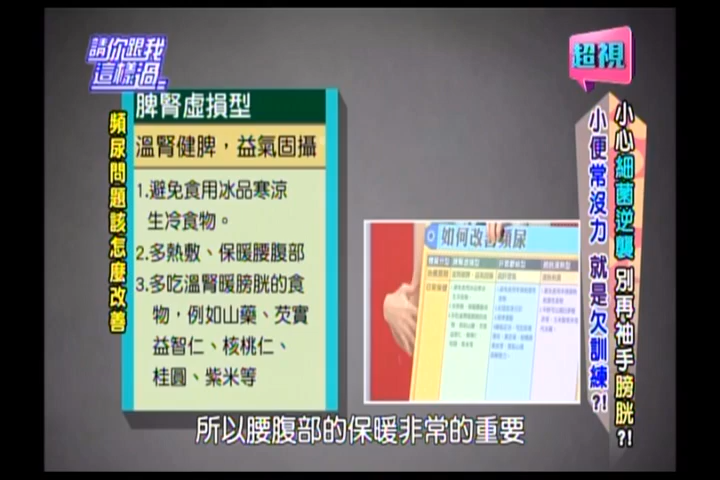 請你跟我
這樣過
超視
頻尿問題該怎麼改善
脾腎虛損型
溫腎健脾，益氣固攝
1.避免食用冰品寒涼
生冷食物。
2.多熱敷、保暖腰腹部
3.多吃溫腎暖膀胱的食
物，例如山藥、芡實
益智仁、核桃仁、
桂圓、紫米等
如何改善頻尿
小心細菌逆襲 別再袖手膀胱?!
小便常沒力 就是欠訓練?!
所以腰腹部的保暖非常的重要